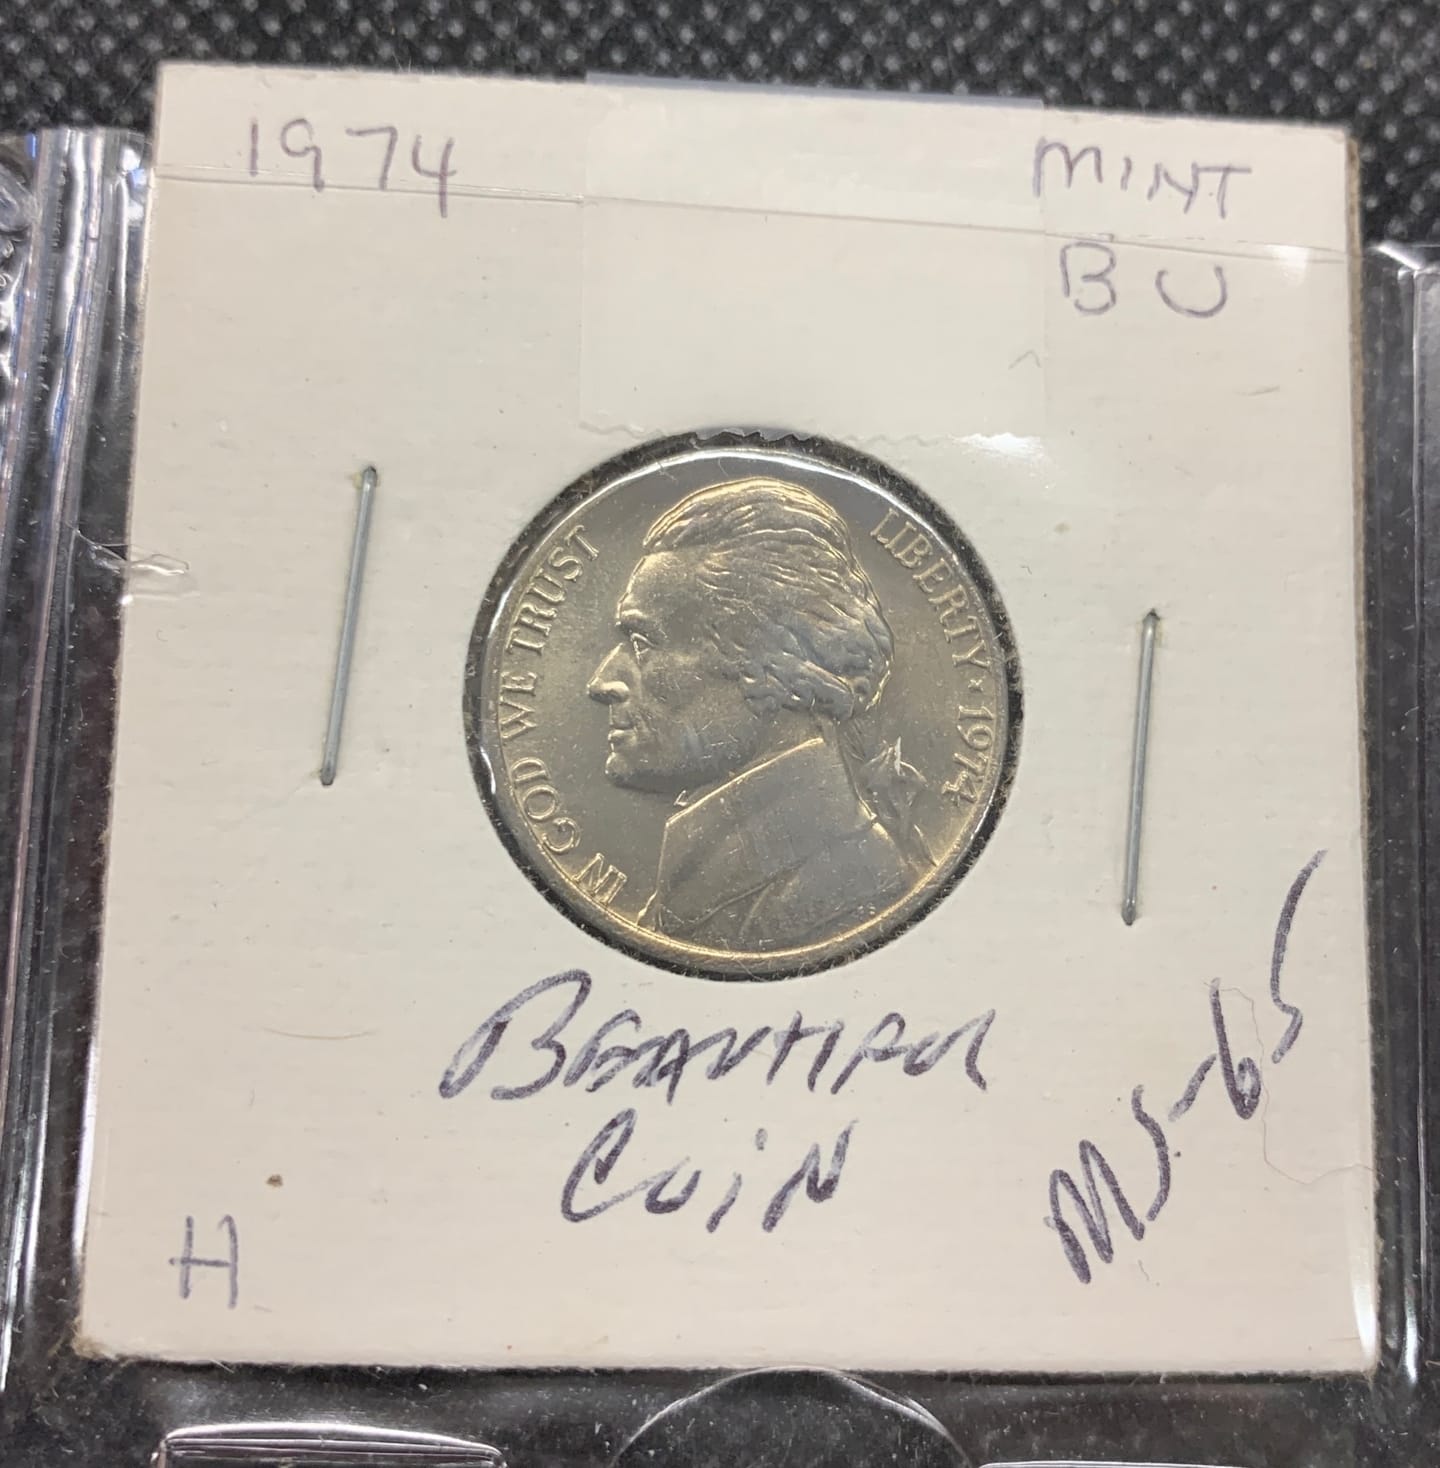 1974
MINT
BU
IN GOD WE TRUST
LIBERTY * 1974
BEAUTIFUL
COiN
MS-65
H